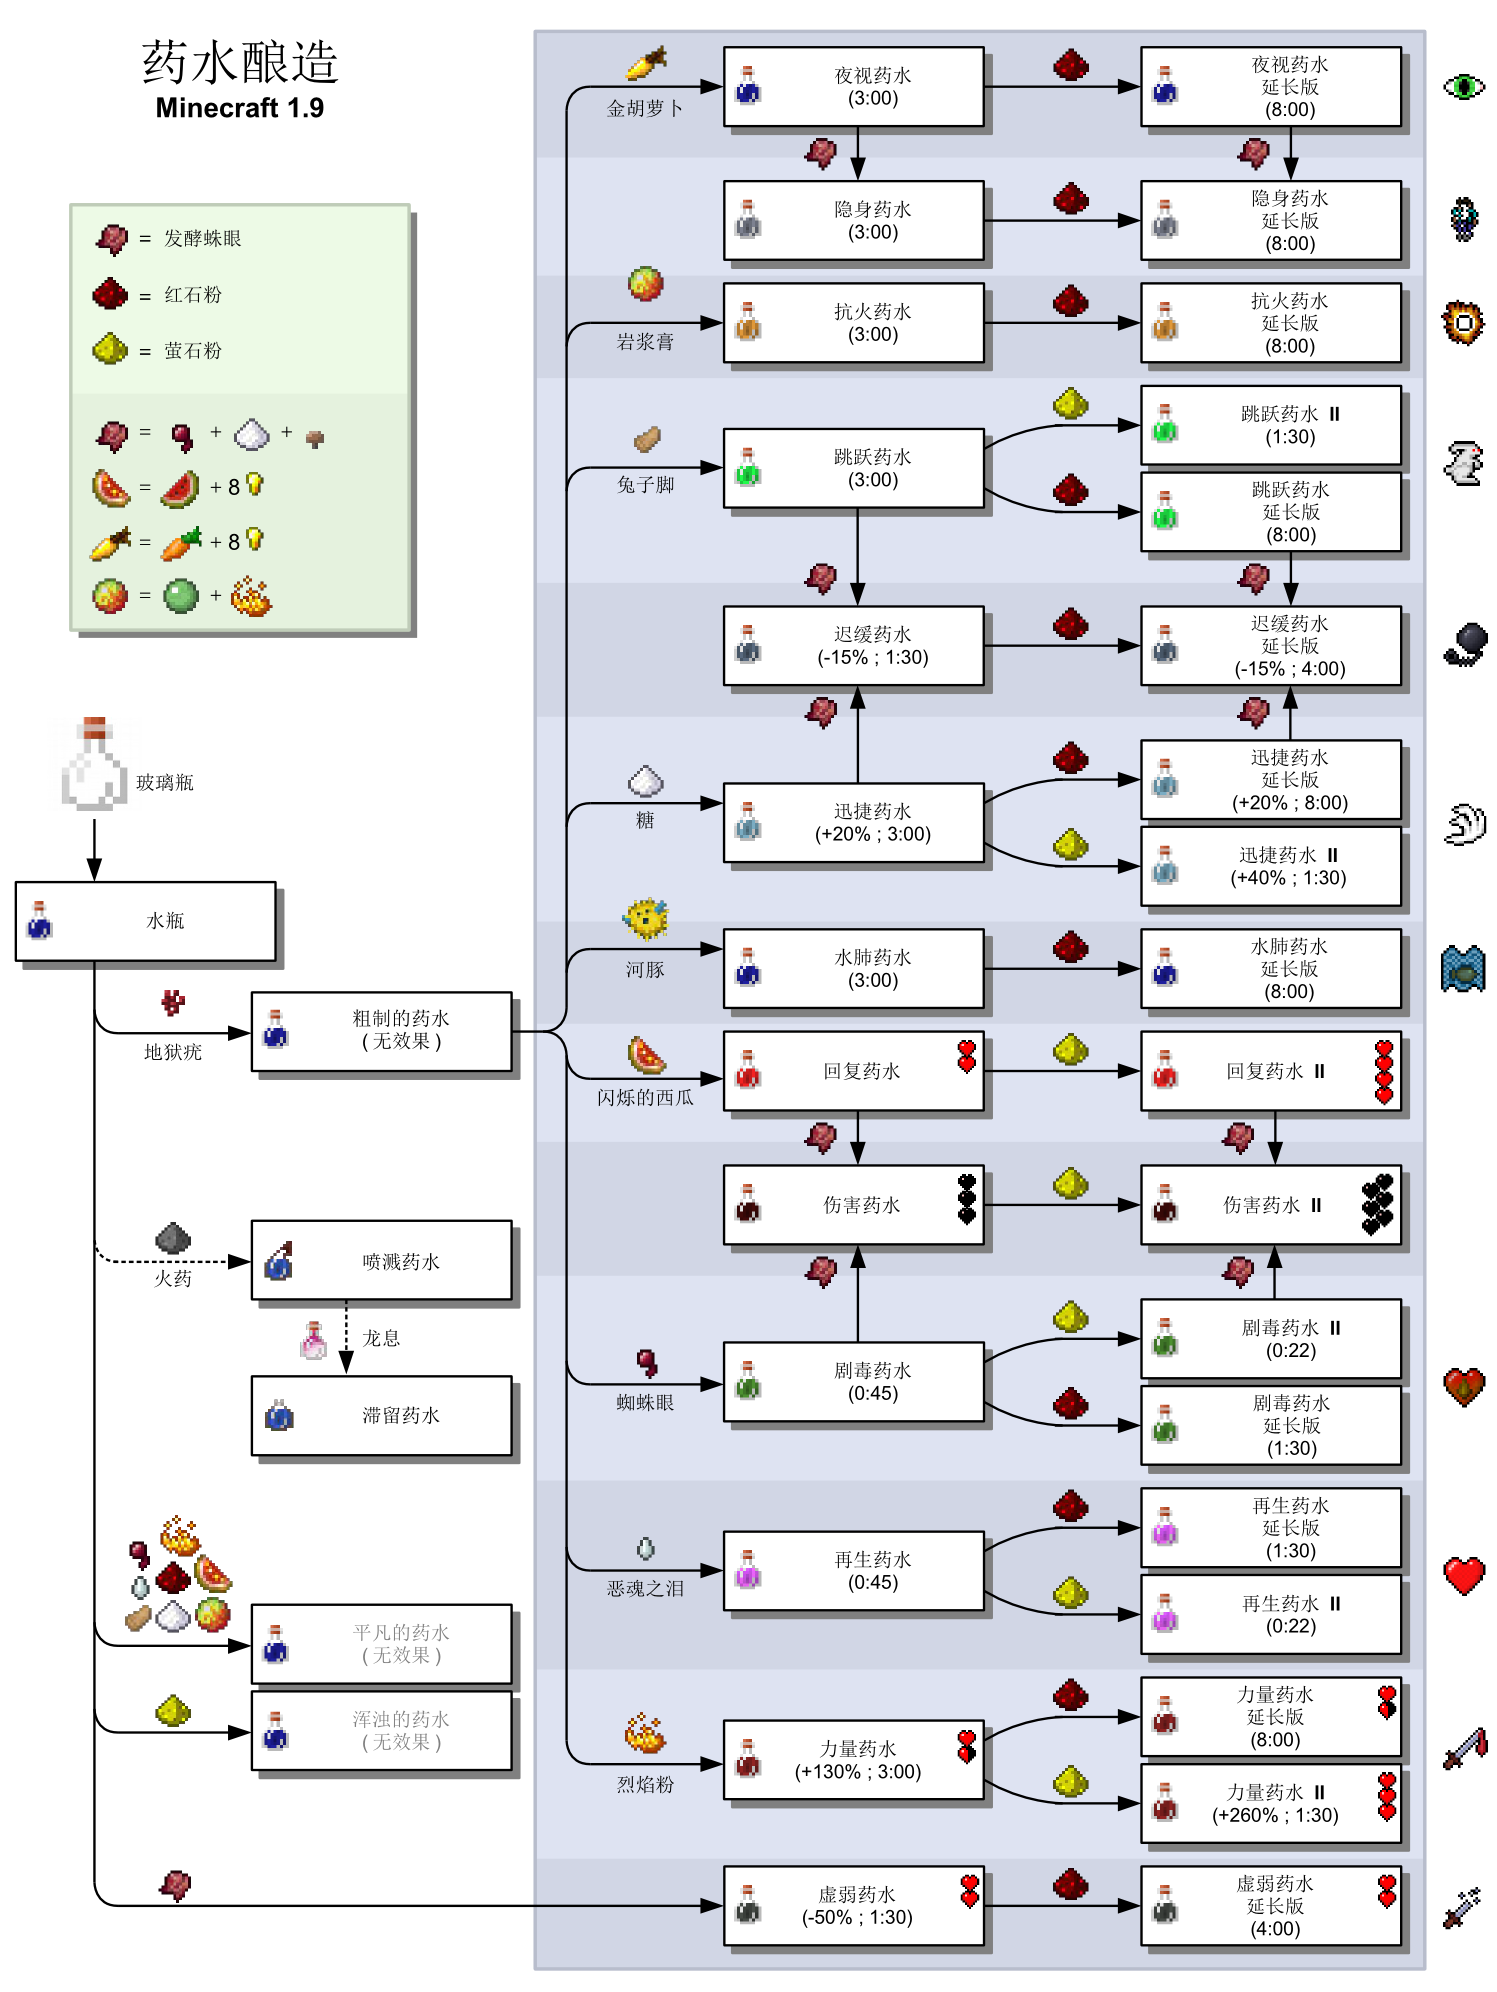 药水酿造
Minecraft 1.9
= 发酵蛛眼
= 红石粉
= 萤石粉
= + +
= + 8
= + 8
= +
玻璃瓶
水瓶
地狱疣
粗制的药水
( 无效果 )
火药
喷溅药水
龙息
滞留药水
平凡的药水
( 无效果 )
浑浊的药水
( 无效果 )
金胡萝卜
夜视药水
(3:00)
夜视药水
延长版
(8:00)
隐身药水
(3:00)
隐身药水
延长版
(8:00)
岩浆膏
抗火药水
(3:00)
抗火药水
延长版
(8:00)
兔子脚
跳跃药水
(3:00)
跳跃药水 II
(1:30)
跳跃药水
延长版
(8:00)
迟缓药水
(-15% ; 1:30)
迟缓药水
延长版
(-15% ; 4:00)
糖
迅捷药水
(+20% ; 3:00)
迅捷药水
延长版
(+20% ; 8:00)
迅捷药水 II
(+40% ; 1:30)
河豚
水肺药水
(3:00)
水肺药水
延长版
(8:00)
闪烁的西瓜
回复药水
回复药水 II
伤害药水
伤害药水 II
蜘蛛眼
剧毒药水
(0:45)
剧毒药水 II
(0:22)
剧毒药水
延长版
(1:30)
恶魂之泪
再生药水
(0:45)
再生药水
延长版
(1:30)
再生药水 II
(0:22)
烈焰粉
力量药水
(+130% ; 3:00)
力量药水
延长版
(8:00)
力量药水 II
(+260% ; 1:30)
虚弱药水
(-50% ; 1:30)
虚弱药水
延长版
(4:00)